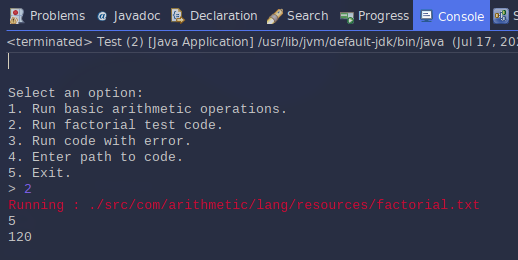 Problems @ Javadoc Declaration Search Progress Console S
<terminated> Test (2) [Java Application] /usr/lib/jvm/default-jdk/bin/java (Jul 17, 20
Select an option:
1. Run basic arithmetic operations.
2. Run factorial test code.
3. Run code with error.
4. Enter path to code.
5. Exit.
> 2
Running : ./src/com/arithmetic/lang/resources/factorial.txt
5
120